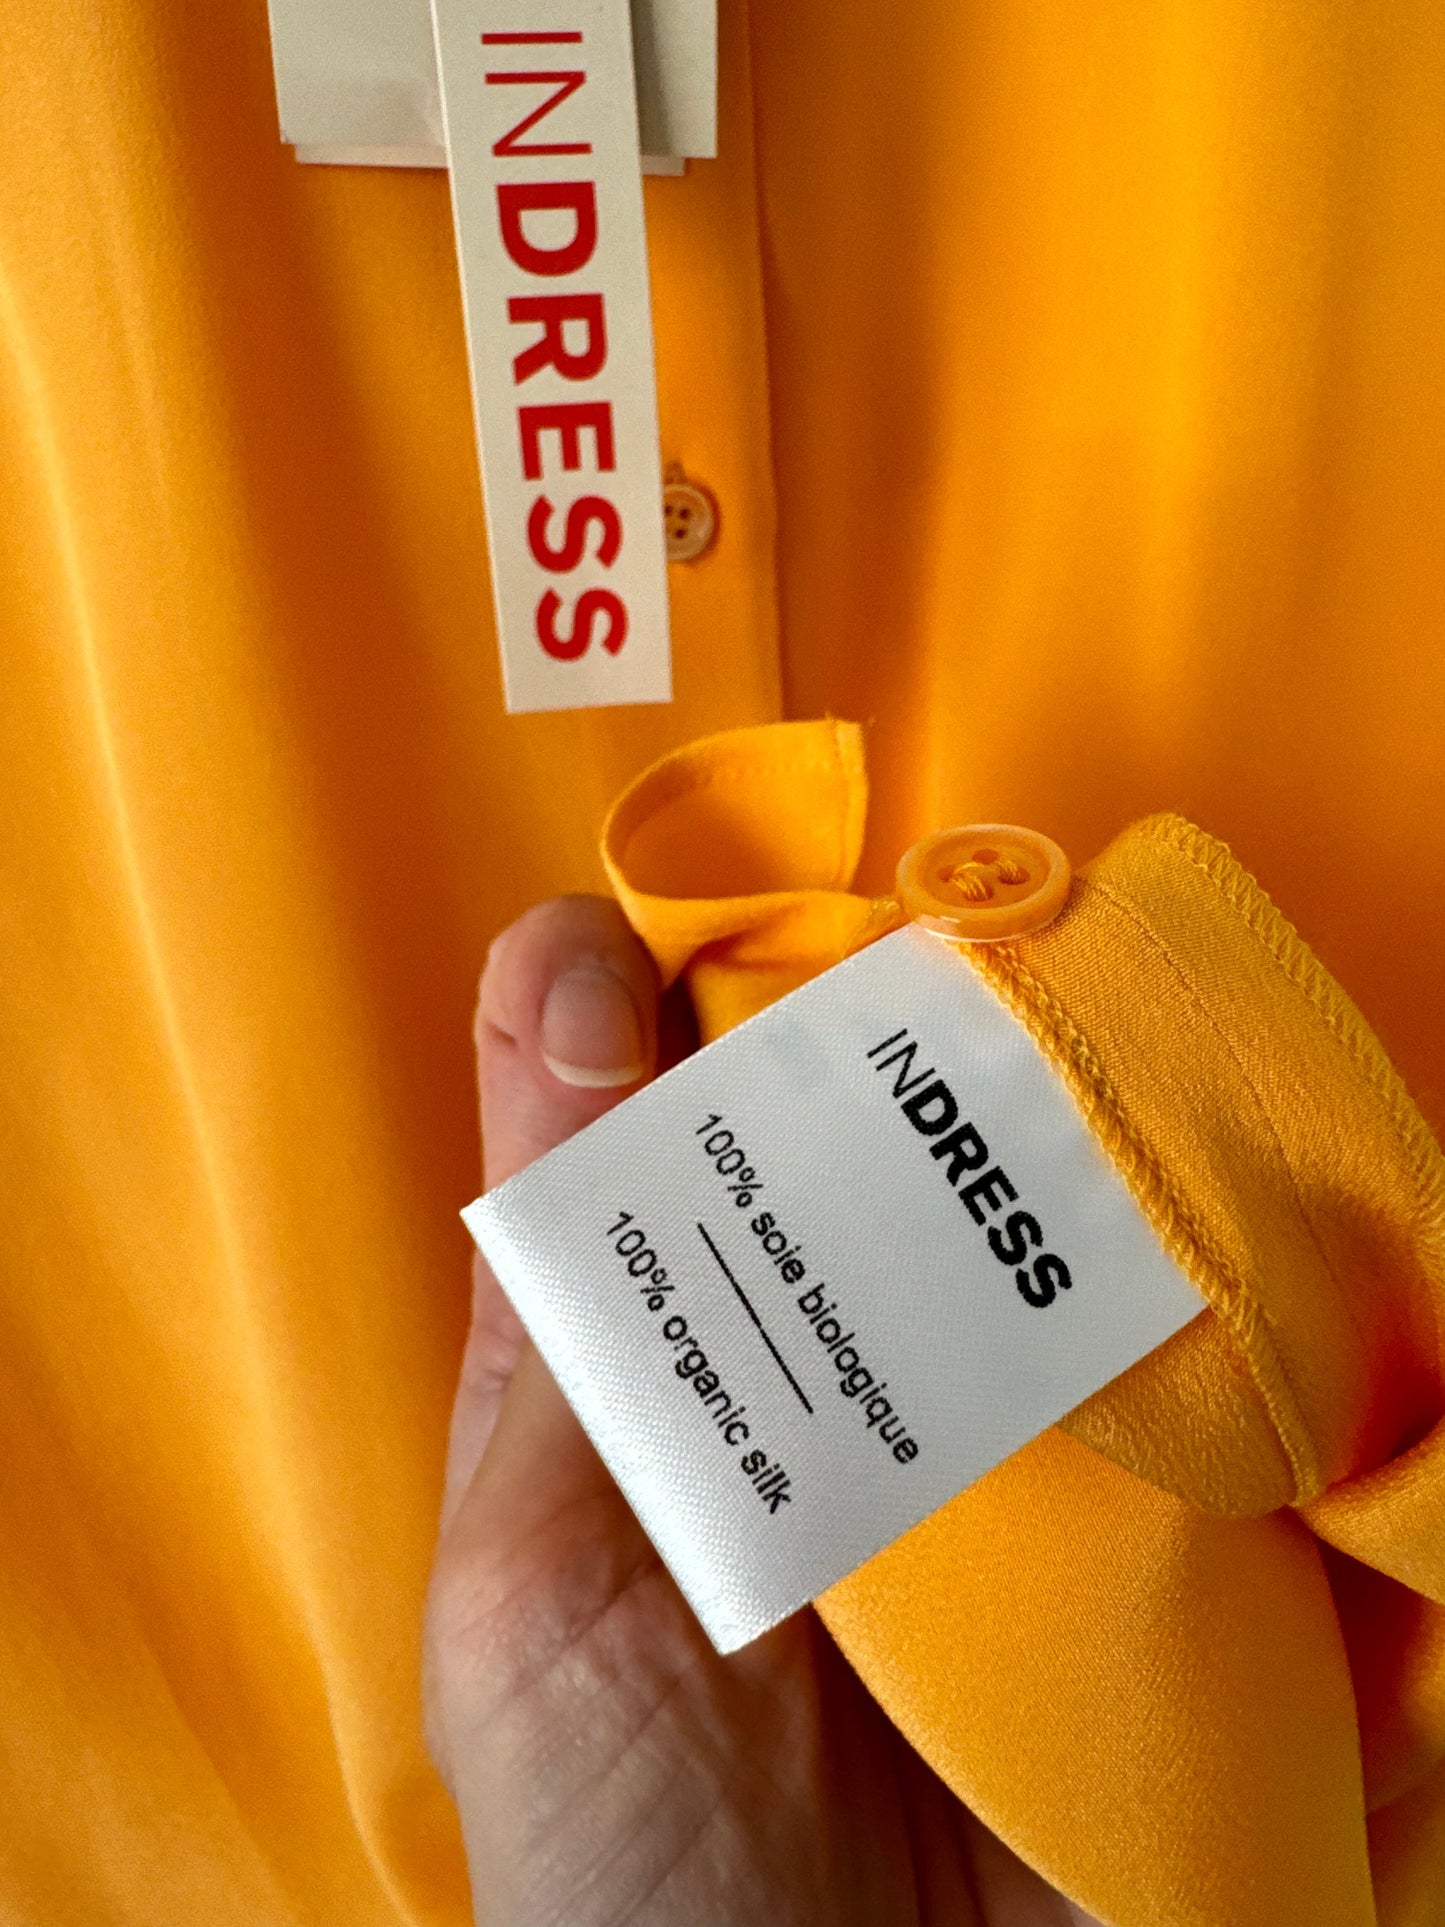 INDRESS
INDRESS
100% soie biologique
100% organic silk